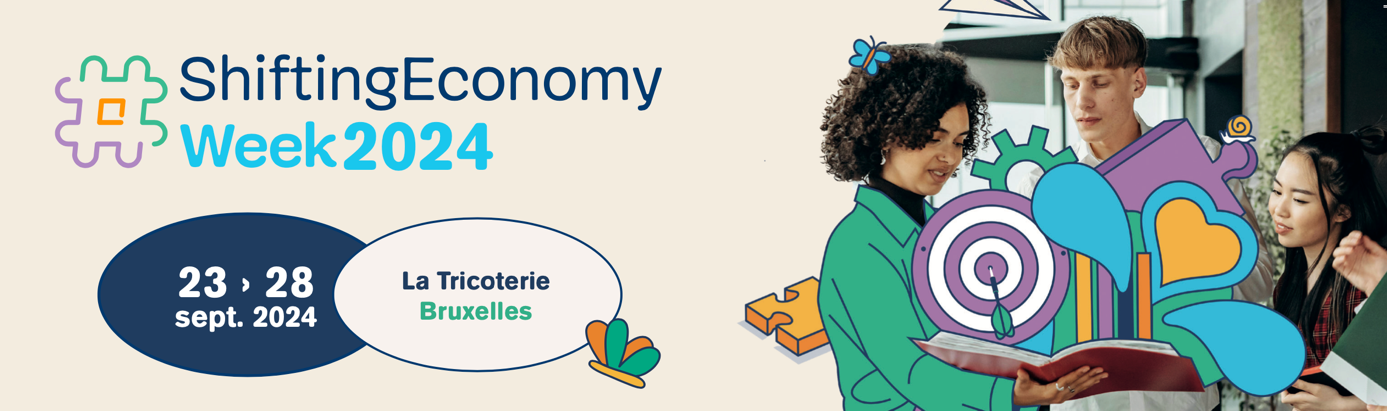 #ShiftingEconomy
Week2024
23 › 28
sept. 2024
La Tricoterie
Bruxelles